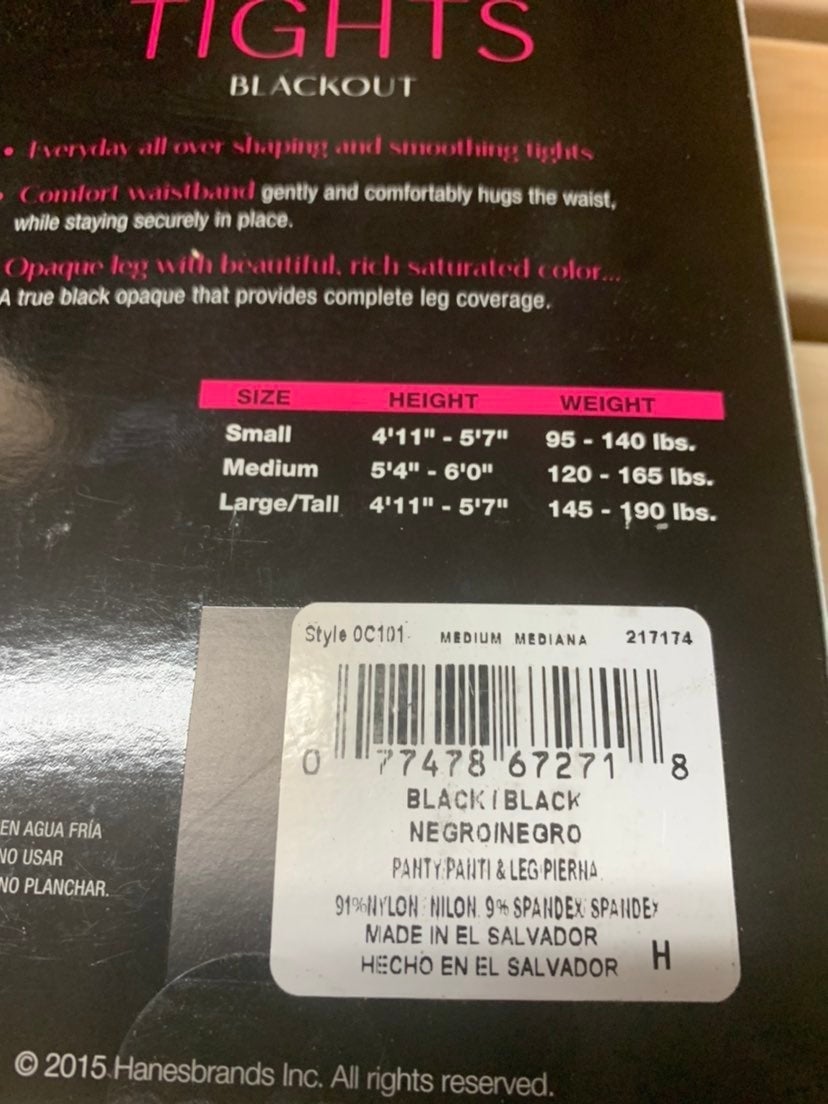 TIGHTS
BLACKOUT
• Everyday all over shaping and smoothing tights
• Comfort waistband gently and comfortably hugs the waist,
while staying securely in place.
Opaque leg with beautiful, rich saturated color...
A true black opaque that provides complete leg coverage.
SIZE HEIGHT WEIGHT
Small 4'11" - 5'7" 95 - 140 lbs.
Medium 5'4" - 6'0" 120 - 165 lbs.
Large/Tall 4'11" - 5'7" 145 - 190 lbs.
Style 0C101 MEDIUM MEDIANA 217174
0 77478 67271 8
BLACK/BLACK
NEGRO/NEGRO
PANTY/PANTI & LEG/PIERNA
91% NYLON/NILON, 9% SPANDEX/SPANDEX
MADE IN EL SALVADOR
HECHO EN EL SALVADOR H
EN AGUA FRÍA
NO USAR
NO PLANCHAR.
© 2015 Hanesbrands Inc. All rights reserved.